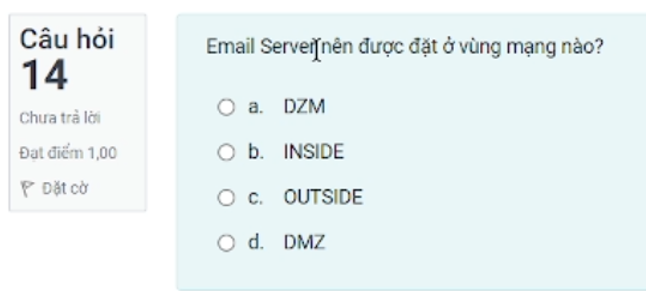 Câu hỏi
14
Chưa trả lời
Đạt điểm 1,00
Đặt cờ
Email Server nên được đặt ở vùng mạng nào?
a. DZM
b. INSIDE
c. OUTSIDE
d. DMZ